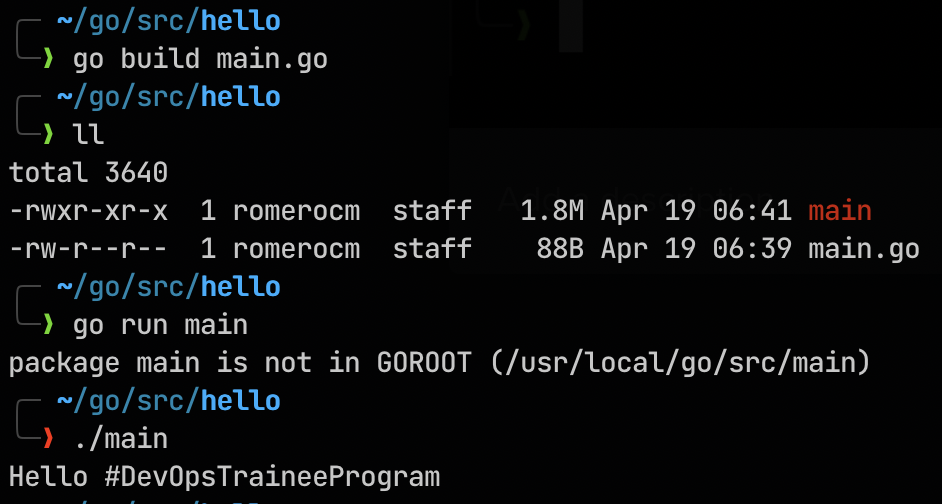 ~/go/src/hello
❯ go build main.go
~/go/src/hello
❯ ll
total 3640
-rwxr-xr-x  1 romerocm  staff   1.8M Apr 19 06:41 main
-rw-r--r--  1 romerocm  staff    88B Apr 19 06:39 main.go
~/go/src/hello
❯ go run main
package main is not in GOROOT (/usr/local/go/src/main)
~/go/src/hello
❯ ./main
Hello #DevOpsTraineeProgram